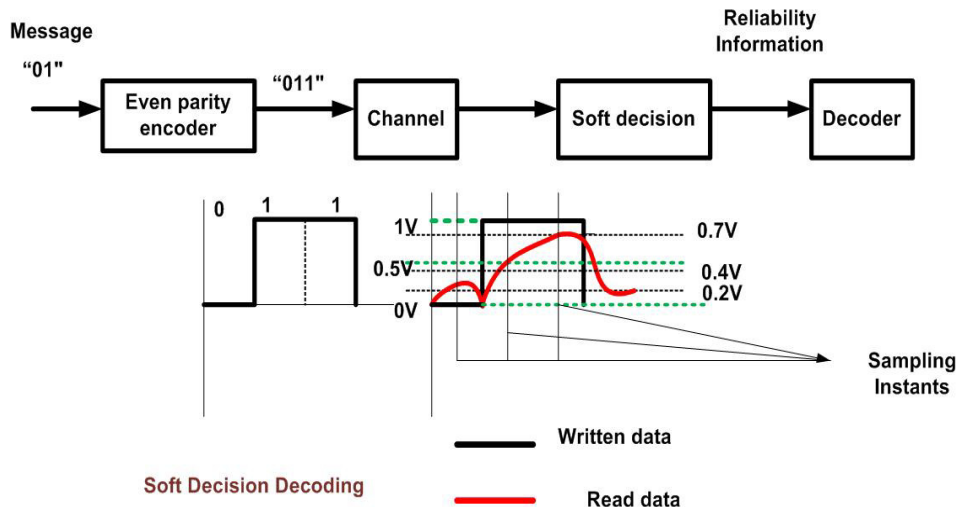 Message
Reliability
Information
“01"
“011"
Even parity
encoder
Channel
Soft decision
Decoder
0
1
1
1V
0.7V
0.5V
0.4V
0.2V
0V
Sampling
Instants
Written data
Soft Decision Decoding
Read data